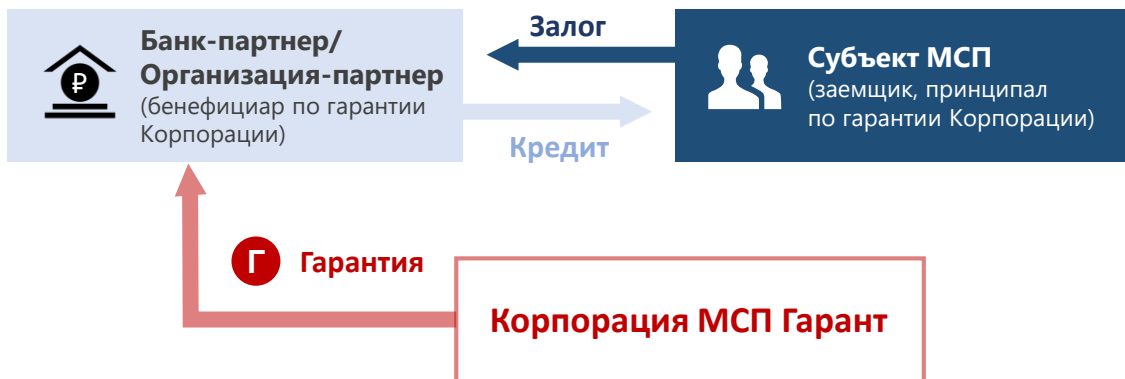 Банк-партнер/
Организация-партнер
(бенефициар по гарантии
Корпорации)
₽
Залог
Кредит
Субъект МСП
(заемщик, принципал
по гарантии Корпорации)
Г
Гарантия
Корпорация МСП Гарант